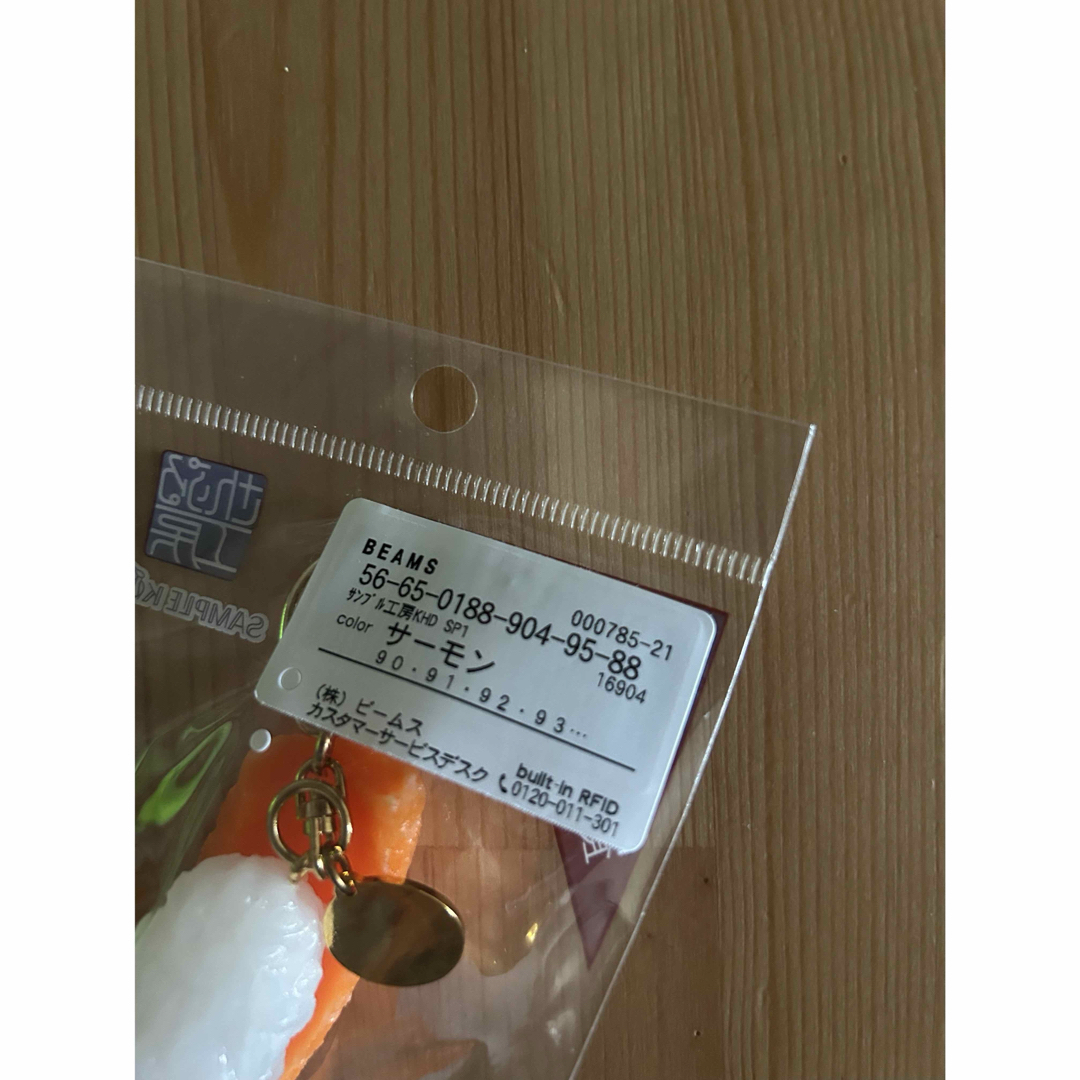 BEAMS
000785-21
56-65-0188-904-95-88
ｻﾝﾌﾟﾙ工房KHD SP1
16904
color サーモン
90・91・92・93...
(株) ビームス
カスタマーサービスデスク
built-in RFID
0120-011-301
SAMPLE KO